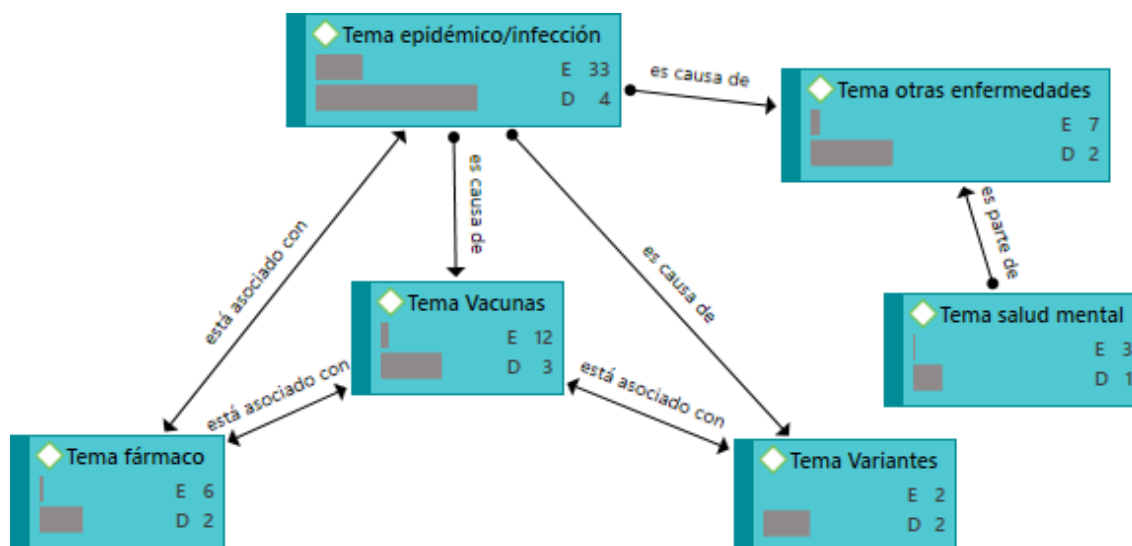 Tema epidémico/infección
E 33
D 4
es causa de
Tema otras enfermedades
E 7
D 2
es causa de
está asociado con
es causa de
es parte de
Tema Vacunas
E 12
D 3
Tema salud mental
E 3
D 1
está asociado con
está asociado con
Tema fármaco
E 6
D 2
Tema Variantes
E 2
D 2